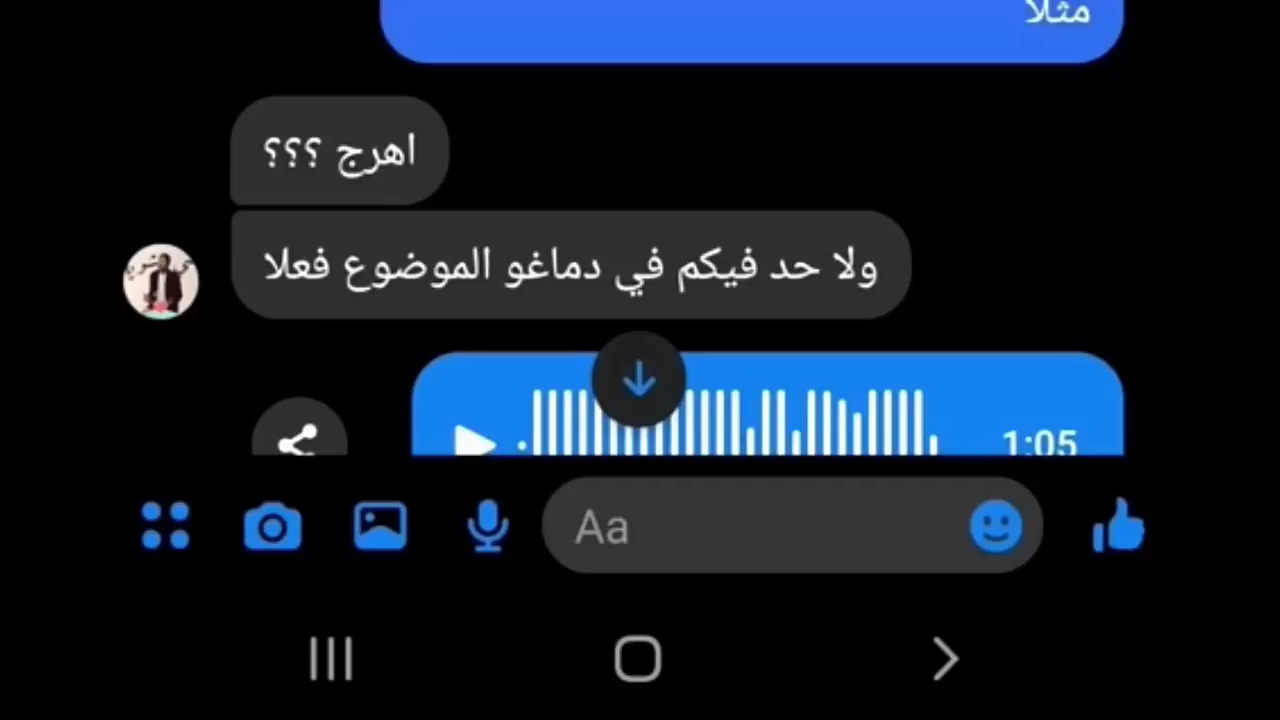 مثلا
اهرج ؟؟؟
ولا حد فيكم في دماغو الموضوع فعلا
1:05
Aa